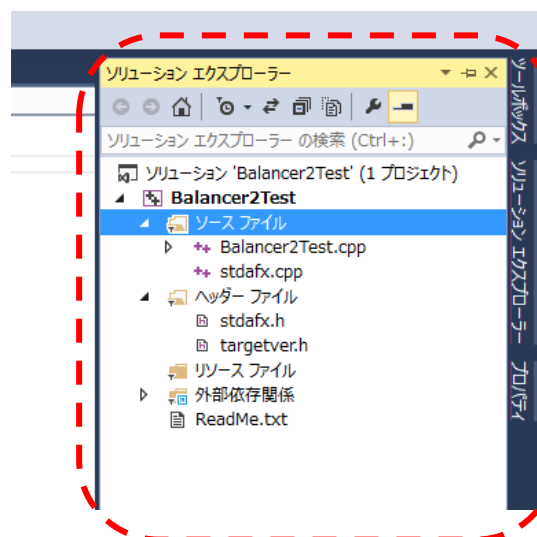 ソリューション エクスプローラー
ソリューション エクスプローラー の検索 (Ctrl+:)
ソリューション 'Balancer2Test' (1 プロジェクト)
Balancer2Test
ソース ファイル
Balancer2Test.cpp
stdafx.cpp
ヘッダー ファイル
stdafx.h
targetver.h
リソース ファイル
外部依存関係
ReadMe.txt
ツールボックス
ソリューション エクスプローラー
プロパティ